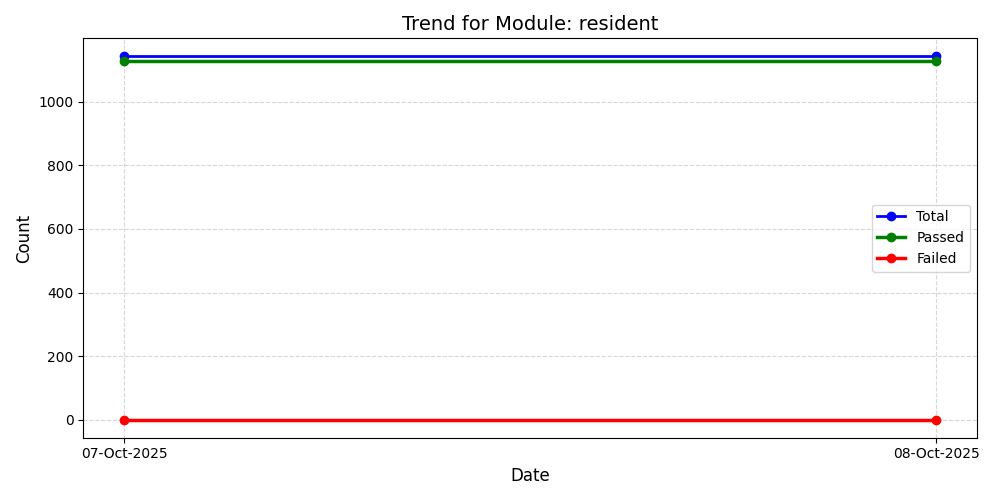 Trend for Module: resident
Count
1000
800
600
400
200
0
Total
Passed
Failed
07-Oct-2025
08-Oct-2025
Date